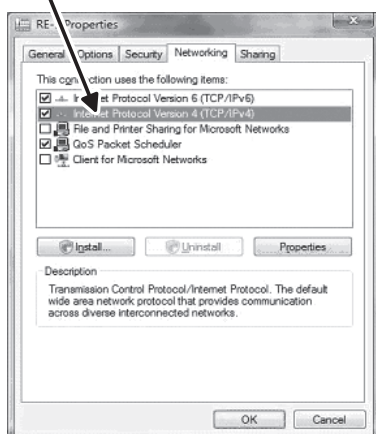 RE- Properties
General Options Security Networking Sharing
This connection uses the following items:
Internet Protocol Version 6 (TCP/IPv6)
Internet Protocol Version 4 (TCP/IPv4)
File and Printer Sharing for Microsoft Networks
QoS Packet Scheduler
Client for Microsoft Networks
Install... Uninstall Properties
Description
Transmission Control Protocol/Internet Protocol. The default
wide area network protocol that provides communication
across diverse interconnected networks.
OK Cancel